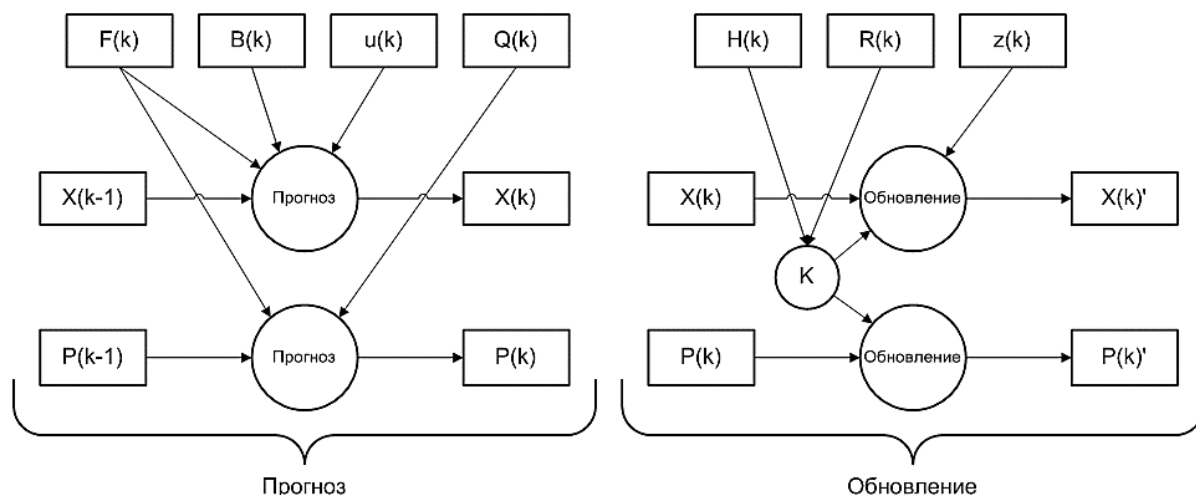 F(k) B(k) u(k) Q(k) H(k) R(k) z(k)
X(k-1) Прогноз X(k) X(k) Обновление X(k)'
K
P(k-1) Прогноз P(k) P(k) Обновление P(k)'
Прогноз Обновление